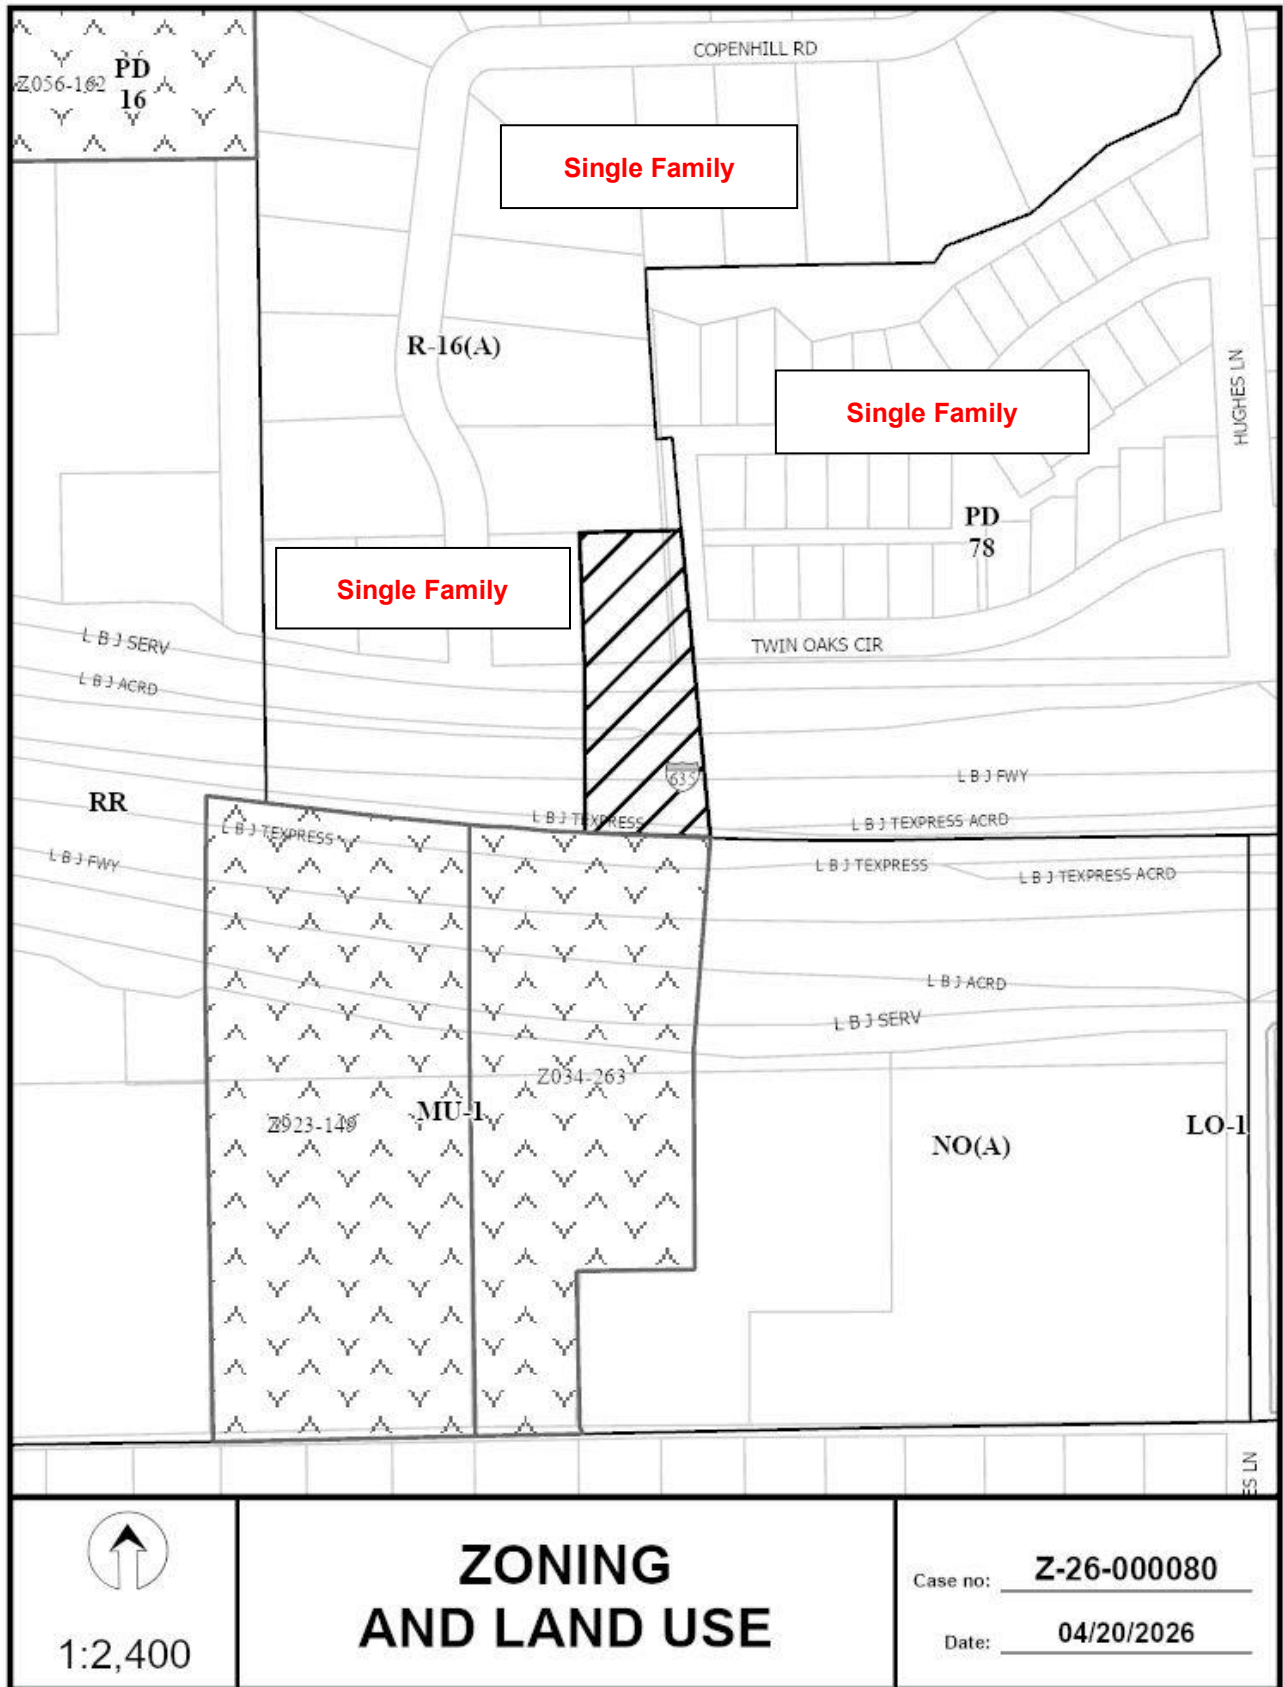 COPENHILL RD
Z056-162
PD
16
Single Family
R-16(A)
HUGHES LN
Single Family
PD
78
Single Family
L B J SERV
TWIN OAKS CIR
L B J ACRD
635
L B J FWY
RR
L B J TEXPRESS
L B J TEXPRESS ACRD
L B J TEXPRESS
L B J FWY
L B J TEXPRESS
L B J TEXPRESS ACRD
L B J ACRD
L B J SERV
Z034-263
Z923-149
MU-1
NO(A)
LO-1
ES LN
1:2,400
ZONING
AND LAND USE
Case no: Z-26-000080
Date: 04/20/2026